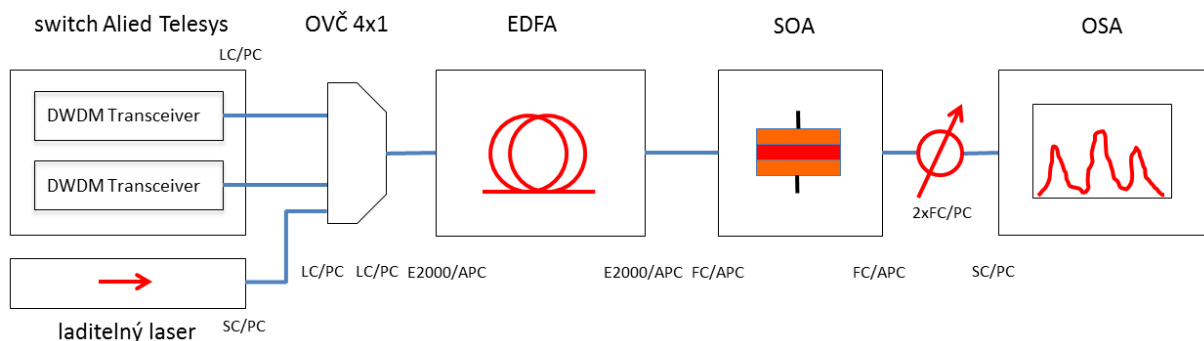 switch Alied Telesys
OVČ 4x1
EDFA
SOA
OSA
LC/PC
DWDM Transceiver
DWDM Transceiver
2xFC/PC
LC/PC
LC/PC
E2000/APC
E2000/APC
FC/APC
FC/APC
SC/PC
SC/PC
laditelný laser